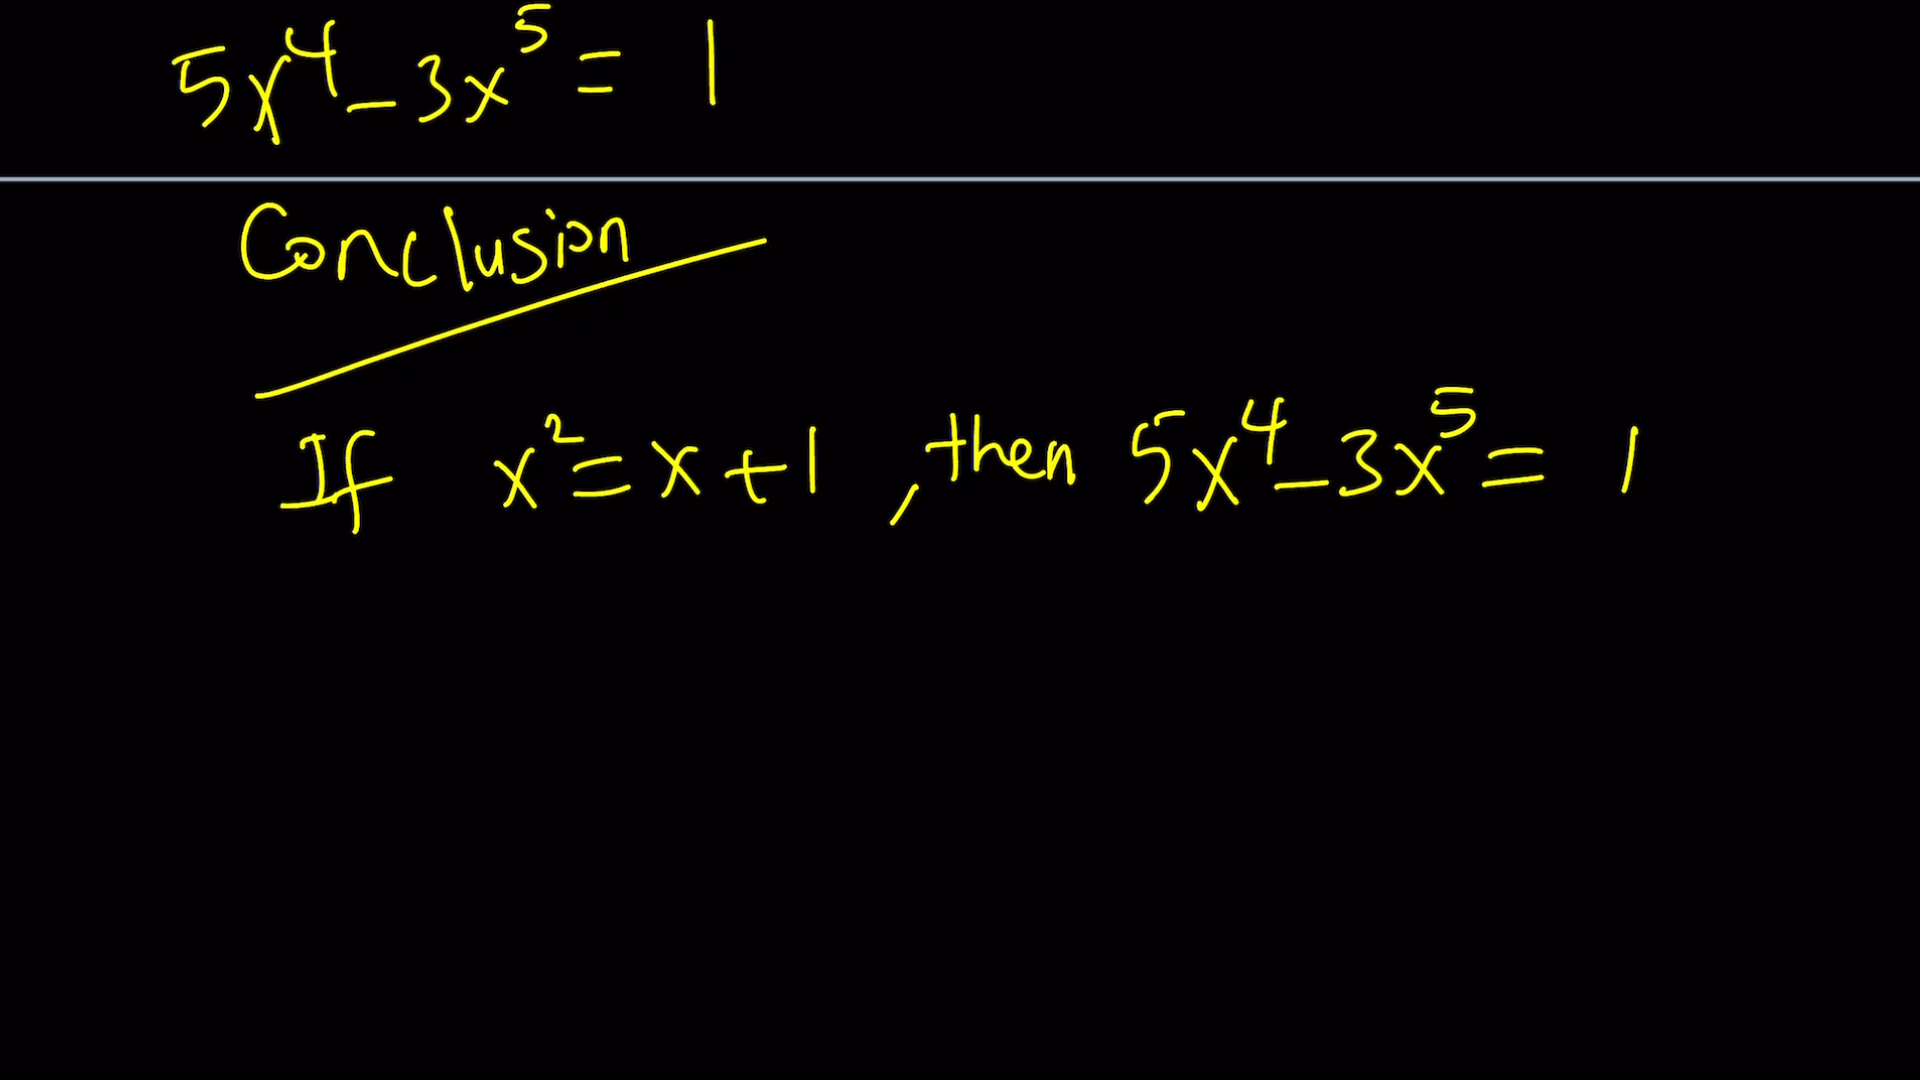 5x⁴-3x⁵= 1
Conclusion
If x²=x+1, then 5x⁴-3x⁵= 1